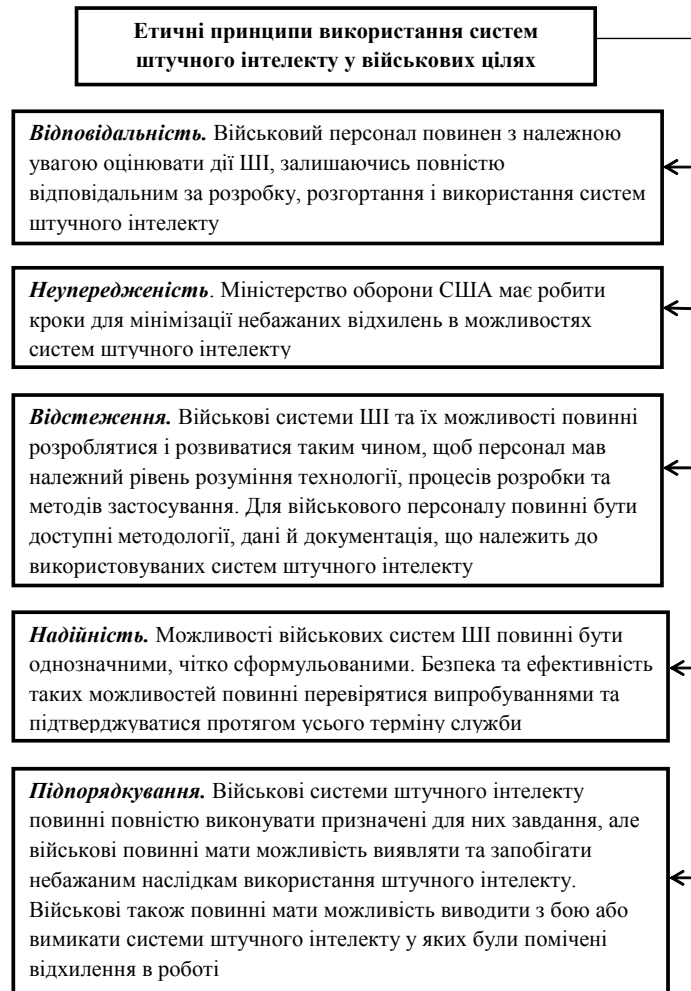 Етичні принципи використання систем
штучного інтелекту у військових цілях
Відповідальність. Військовий персонал повинен з належною
увагою оцінювати дії ШІ, залишаючись повністю
відповідальним за розробку, розгортання і використання систем
штучного інтелекту
Неупередженість. Міністерство оборони США має робити
кроки для мінімізації небажаних відхилень в можливостях
систем штучного інтелекту
Відстеження. Військові системи ШІ та їх можливості повинні
розроблятися і розвиватися таким чином, щоб персонал мав
належний рівень розуміння технології, процесів розробки та
методів застосування. Для військового персоналу повинні бути
доступні методології, дані й документація, що належить до
використовуваних систем штучного інтелекту
Надійність. Можливості військових систем ШІ повинні бути
однозначними, чітко сформульованими. Безпека та ефективність
таких можливостей повинні перевірятися випробуваннями та
підтверджуватися протягом усього терміну служби
Підпорядкування. Військові системи штучного інтелекту
повинні повністю виконувати призначені для них завдання, але
військові повинні мати можливість виявляти та запобігати
небажаним наслідкам використання штучного інтелекту.
Військові також повинні мати можливість виводити з бою або
вимикати системи штучного інтелекту у яких були помічені
відхилення в роботі